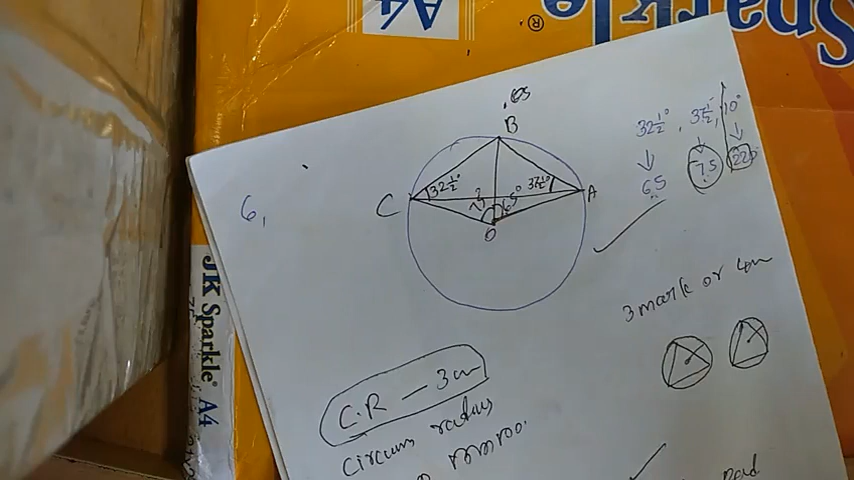 A4
Sparkle
®
JK Sparkle® A4
6,
B
C
A
O
32½°
37½°
65°
32½°, 37½°, 110°
65 75 220°
3 mark or 4m
C.R — 3cm
Circum radius